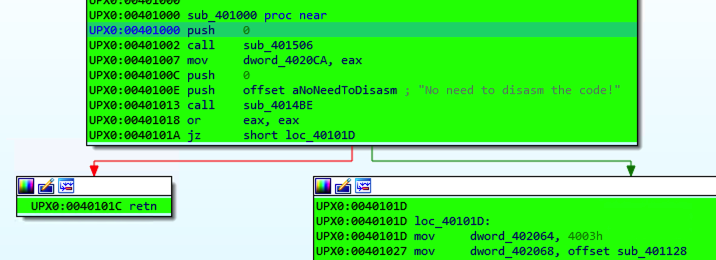 UPX0:00401000
UPX0:00401000 sub_401000 proc near
UPX0:00401000 push 0
UPX0:00401002 call sub_401506
UPX0:00401007 mov dword_4020CA, eax
UPX0:0040100C push 0
UPX0:0040100E push offset aNoNeedToDisasm ; "No need to disasm the code!"
UPX0:00401013 call sub_4014BE
UPX0:00401018 or eax, eax
UPX0:0040101A jz short loc_40101D
UPX0:0040101C retn
UPX0:0040101D
UPX0:0040101D loc_40101D:
UPX0:0040101D mov dword_402064, 4003h
UPX0:00401027 mov dword_402068, offset sub_401128